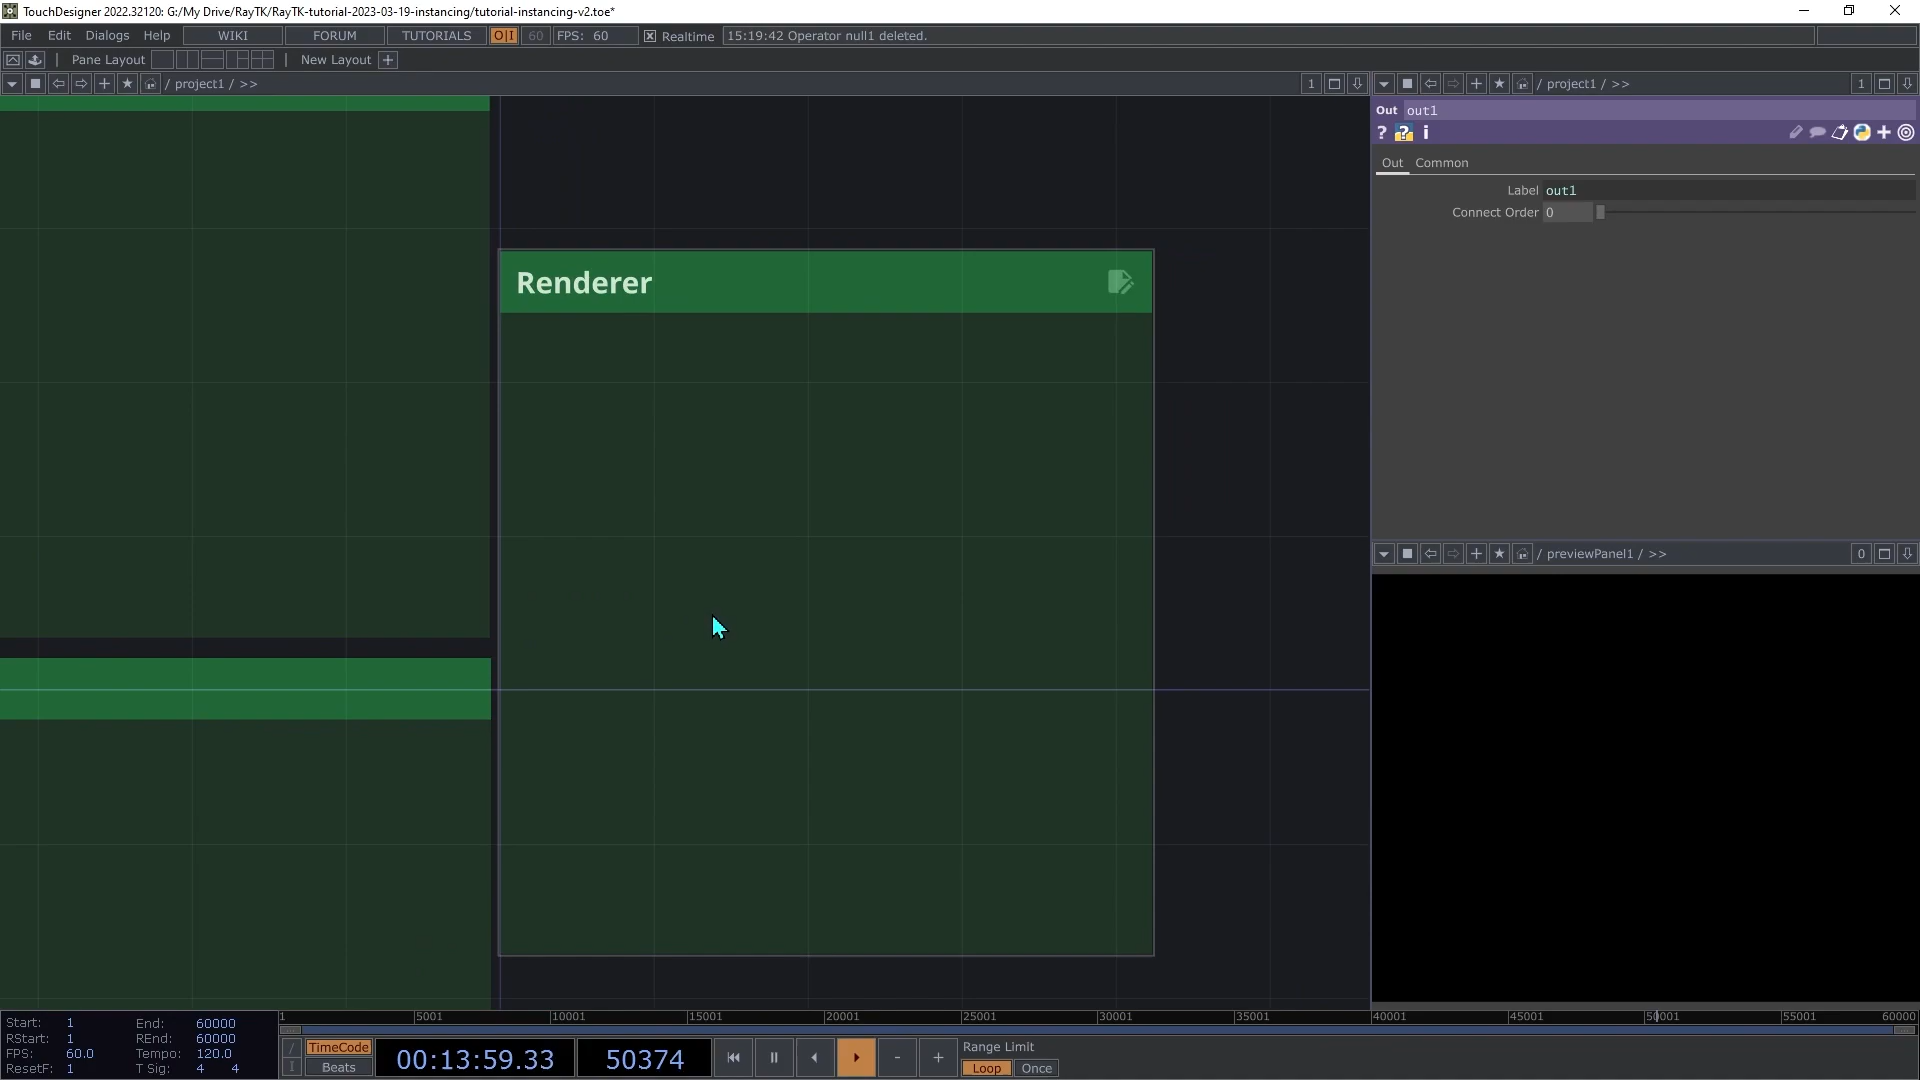 TouchDesigner 2022.32120: G:/My Drive/RayTK/RayTK-tutorial-2023-03-19-instancing/tutorial-instancing-v2.toe*
File Edit Dialogs Help WIKI FORUM TUTORIALS O|I 60 FPS: 60 Realtime 15:19:42 Operator null1 deleted.
Pane Layout New Layout +
/ project1 / >> 1
/ project1 / >> 1
Out out1
? ? i
Out Common
Label out1
Connect Order 0
Renderer
/ previewPanel1 / >> 0
1 5001 10001 15001 20001 25001 30001 35001 40001 45001 50001 55001 60000
Start: 1 End: 60000
RStart: 1 REnd: 60000
FPS: 60.0 Tempo: 120.0
ResetF: 1 T Sig: 4 4
/
I
TimeCode
Beats
00:13:59.33
50374
- +
Range Limit
Loop Once